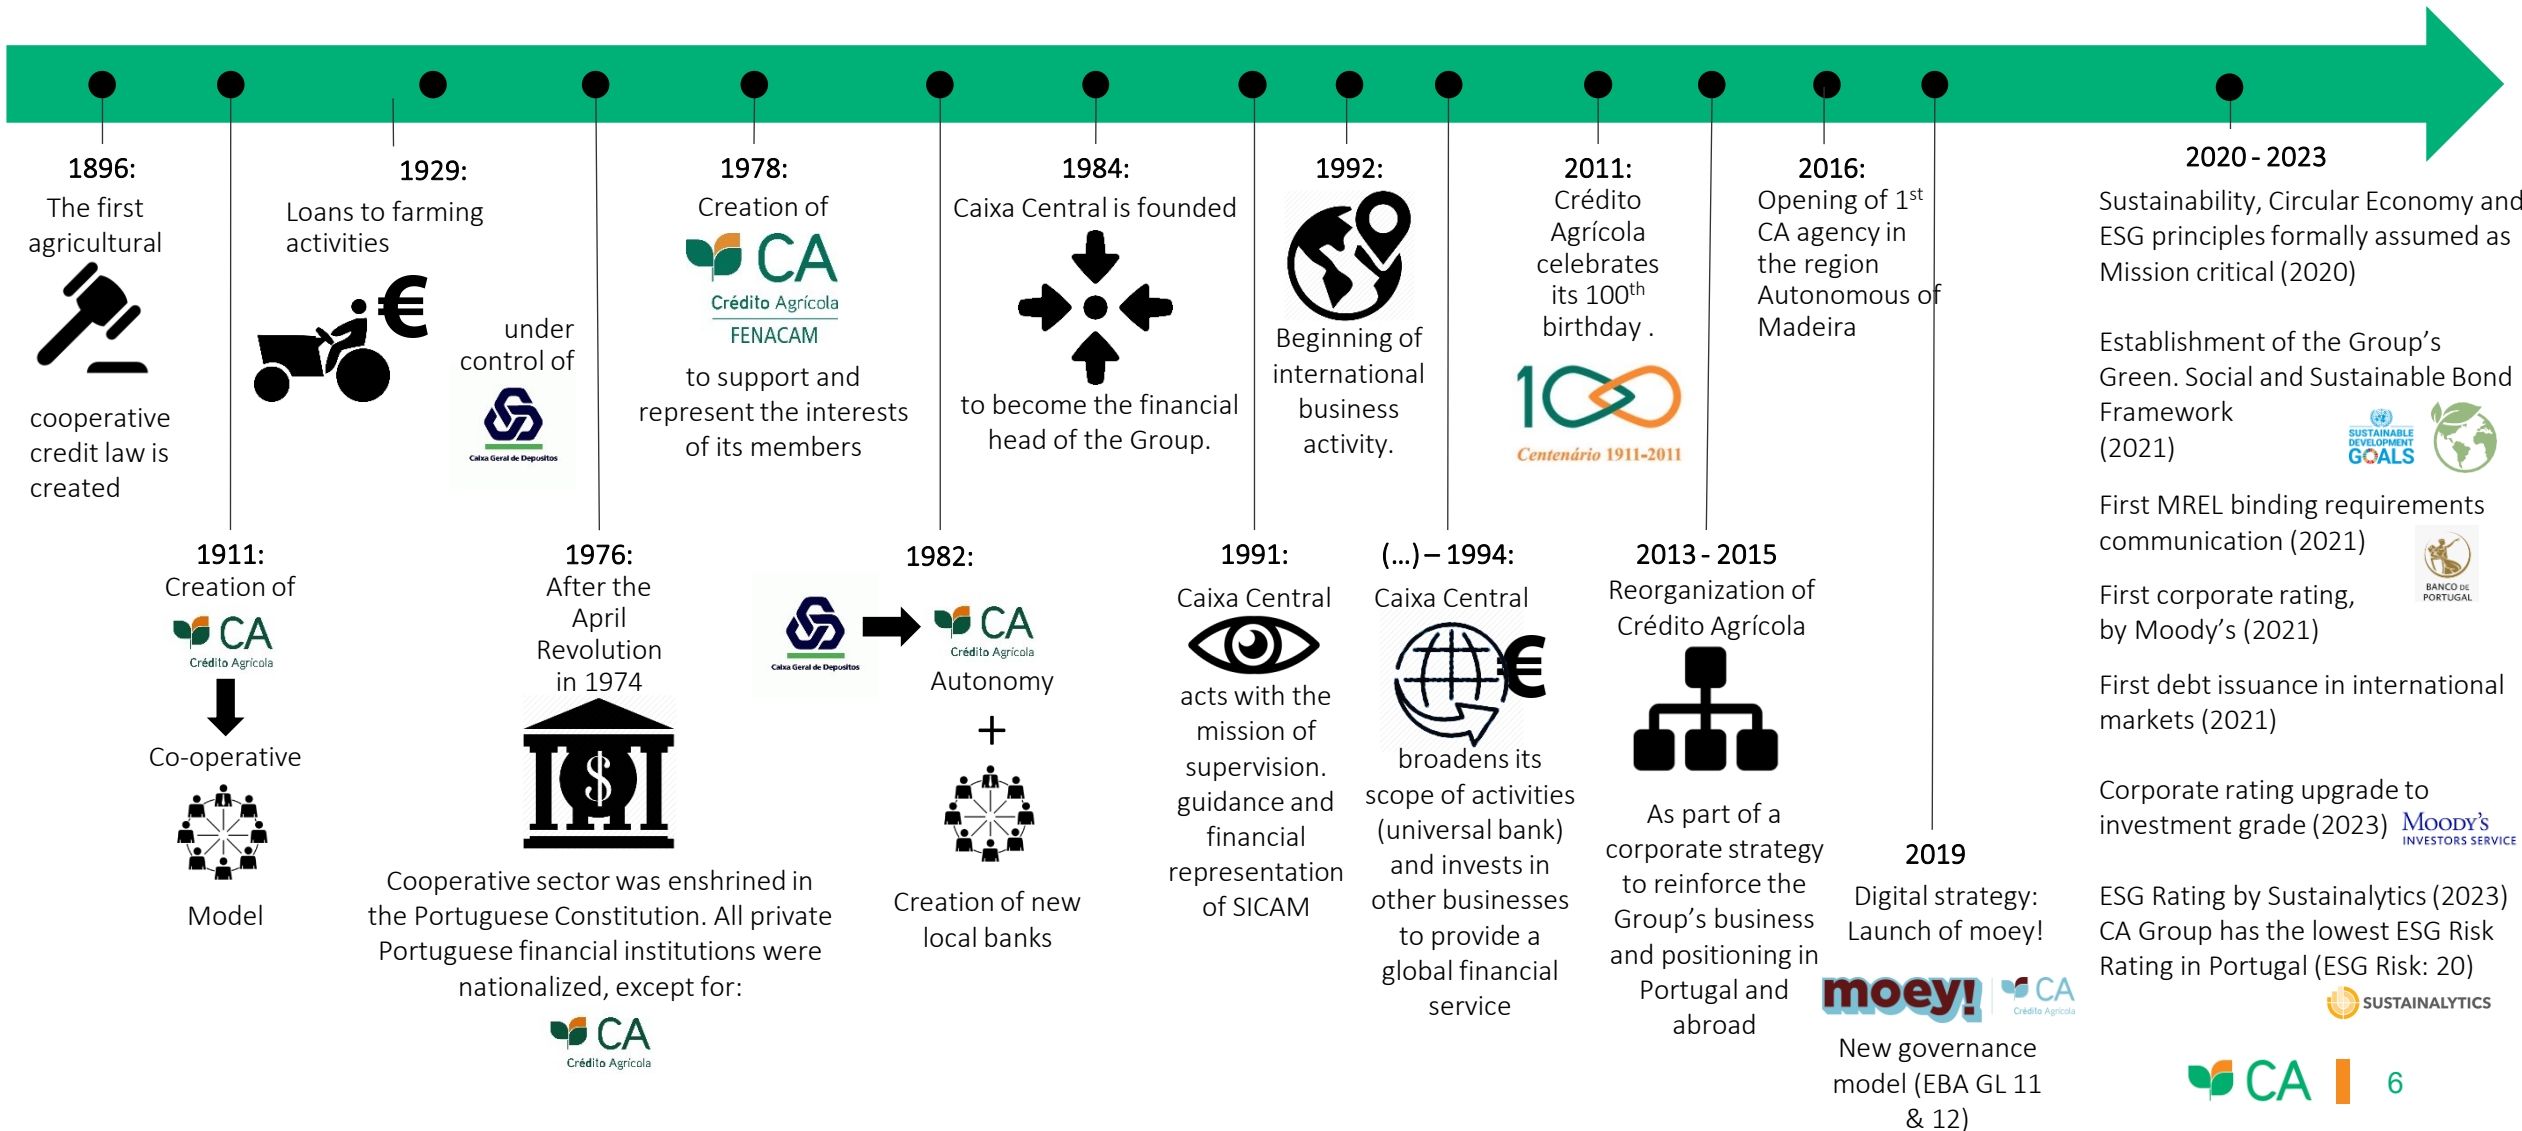 1896:
The first
agricultural
cooperative
credit law is
created
1911:
Creation of
CA
Crédito Agrícola
Co-operative
Model
1929:
Loans to farming
activities
€
under
control of
Caixa Geral de Depositos
1976:
After the
April
Revolution
in 1974
$
Cooperative sector was enshrined in
the Portuguese Constitution. All private
Portuguese financial institutions were
nationalized, except for:
CA
Crédito Agrícola
1978:
Creation of
CA
Crédito Agrícola
FENACAM
to support and
represent the interests
of its members
1982:
Caixa Geral de Depositos
CA
Crédito Agrícola
Autonomy
+
Creation of new
local banks
1984:
Caixa Central is founded
to become the financial
head of the Group.
1991:
Caixa Central
acts with the
mission of
supervision.
guidance and
financial
representation
of SICAM
1992:
Beginning of
international
business
activity.
(...) – 1994:
Caixa Central
€
broadens its
scope of activities
(universal bank)
and invests in
other businesses
to provide a
global financial
service
2011:
Crédito
Agrícola
celebrates
its 100th
birthday .
100
Centenário 1911-2011
2013 - 2015
Reorganization of
Crédito Agrícola
As part of a
corporate strategy
to reinforce the
Group’s business
and positioning in
Portugal and
abroad
2016:
Opening of 1st
CA agency in
the region
Autonomous of
Madeira
2019
Digital strategy:
Launch of moey!
moey!
CA
Crédito Agrícola
New governance
model (EBA GL 11
& 12)
2020 - 2023
Sustainability, Circular Economy and
ESG principles formally assumed as
Mission critical (2020)
Establishment of the Group’s
Green. Social and Sustainable Bond
Framework
(2021)
SUSTAINABLE
DEVELOPMENT
GOALS
First MREL binding requirements
communication (2021)
BANCO DE
PORTUGAL
First corporate rating,
by Moody’s (2021)
First debt issuance in international
markets (2021)
Corporate rating upgrade to
investment grade (2023)
MOODY’S
INVESTORS SERVICE
ESG Rating by Sustainalytics (2023)
CA Group has the lowest ESG Risk
Rating in Portugal (ESG Risk: 20)
SUSTAINALYTICS
CA
6